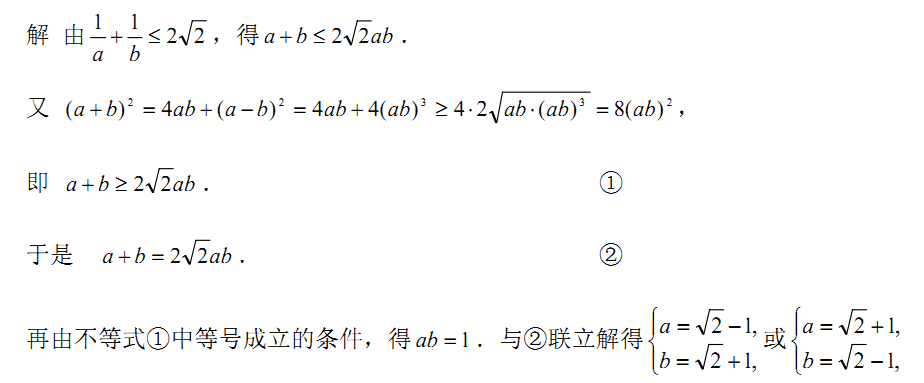 解 由 $\frac{1}{a}+\frac{1}{b}\leq 2\sqrt{2}$，得 $a+b\leq 2\sqrt{2}ab$．
又 $(a+b)^2=4ab+(a-b)^2=4ab+4(ab)^3\geq 4\cdot 2\sqrt{ab\cdot (ab)^3}=8(ab)^2$，
即 $a+b\geq 2\sqrt{2}ab$． ①
于是 $a+b=2\sqrt{2}ab$． ②
再由不等式①中等号成立的条件，得 $ab=1$．与②联立解得 $\begin{cases}a=\sqrt{2}-1,\\b=\sqrt{2}+1,\end{cases}$ 或 $\begin{cases}a=\sqrt{2}+1,\\b=\sqrt{2}-1,\end{cases}$